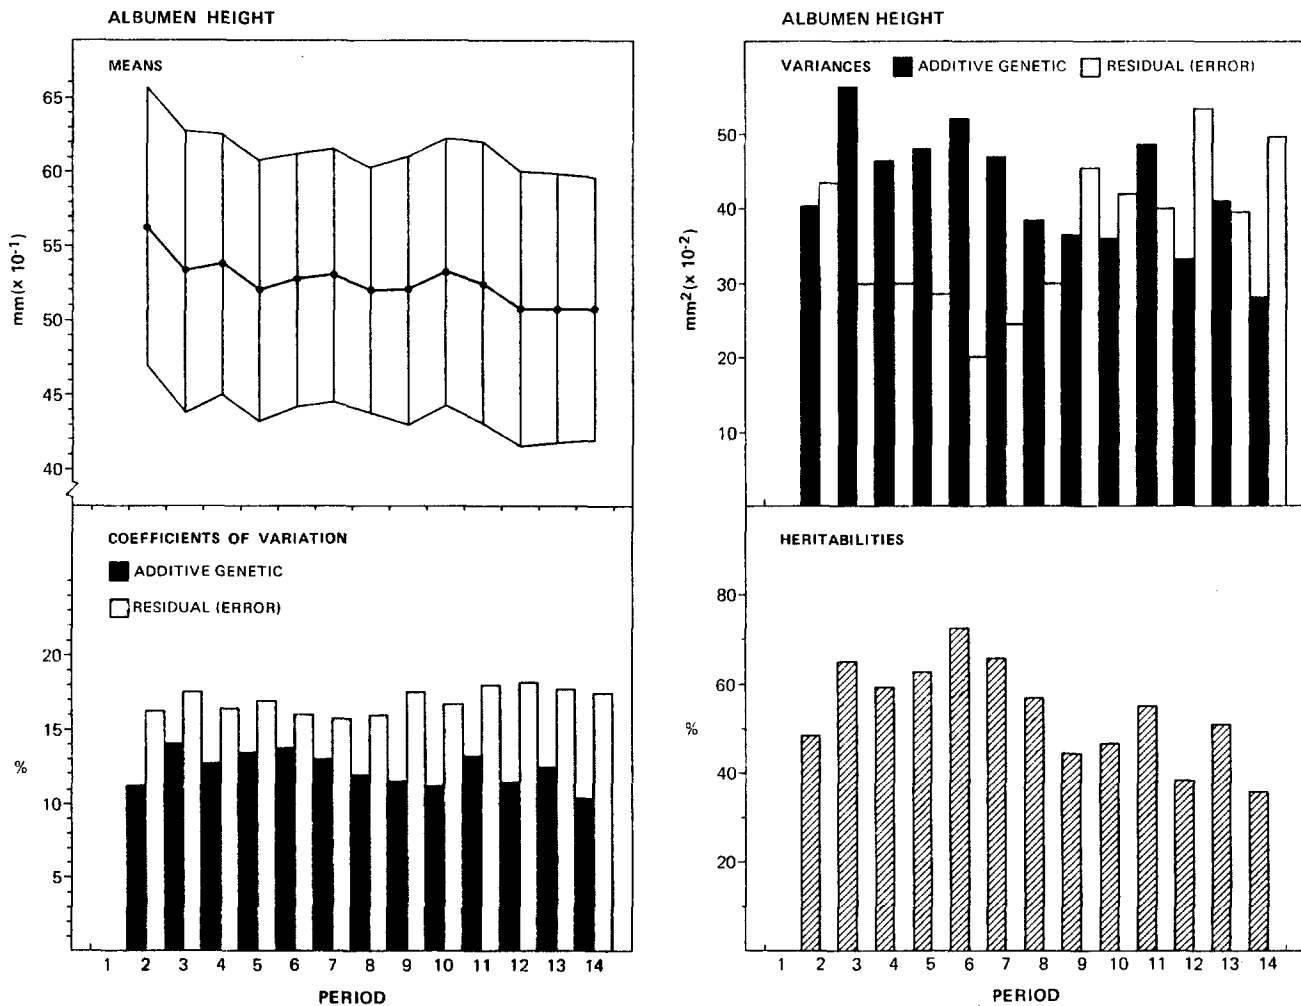 ALBUMEN HEIGHT
MEANS
65
60
55
50
45
40
mm (x 10-1)
COEFFICIENTS OF VARIATION
ADDITIVE GENETIC
RESIDUAL (ERROR)
20
15
10
5
%
1 2 3 4 5 6 7 8 9 10 11 12 13 14
PERIOD
ALBUMEN HEIGHT
VARIANCES ADDITIVE GENETIC RESIDUAL (ERROR)
50
40
30
20
10
mm2 (x 10-2)
HERITABILITIES
80
60
40
20
%
1 2 3 4 5 6 7 8 9 10 11 12 13 14
PERIOD